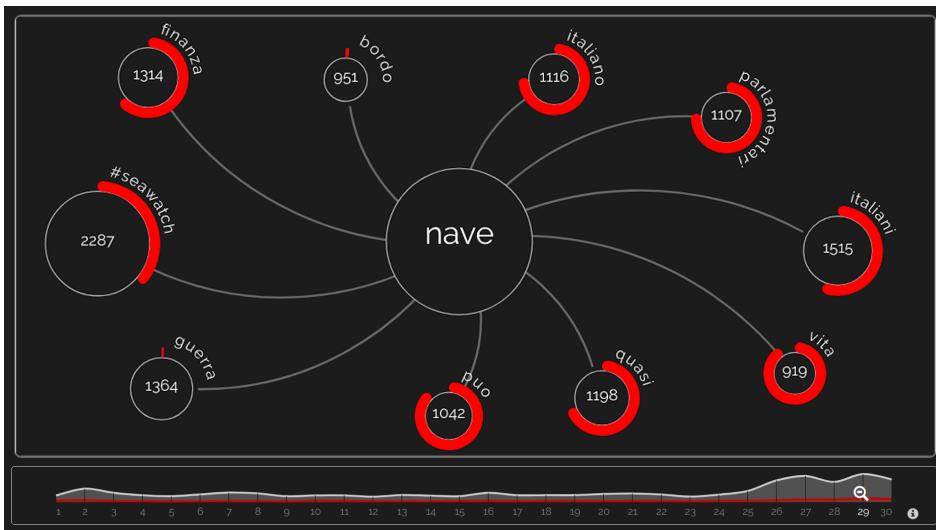 finanza
1314
bordo
951
italiano
1116
parlamentari
1107
#seawatch
2287
nave
italiani
1515
guerra
1364
puo
1042
quasi
1198
vita
919
1 2 3 4 5 6 7 8 9 10 11 12 13 14 15 16 17 18 19 20 21 22 23 24 25 26 27 28 29 30
i